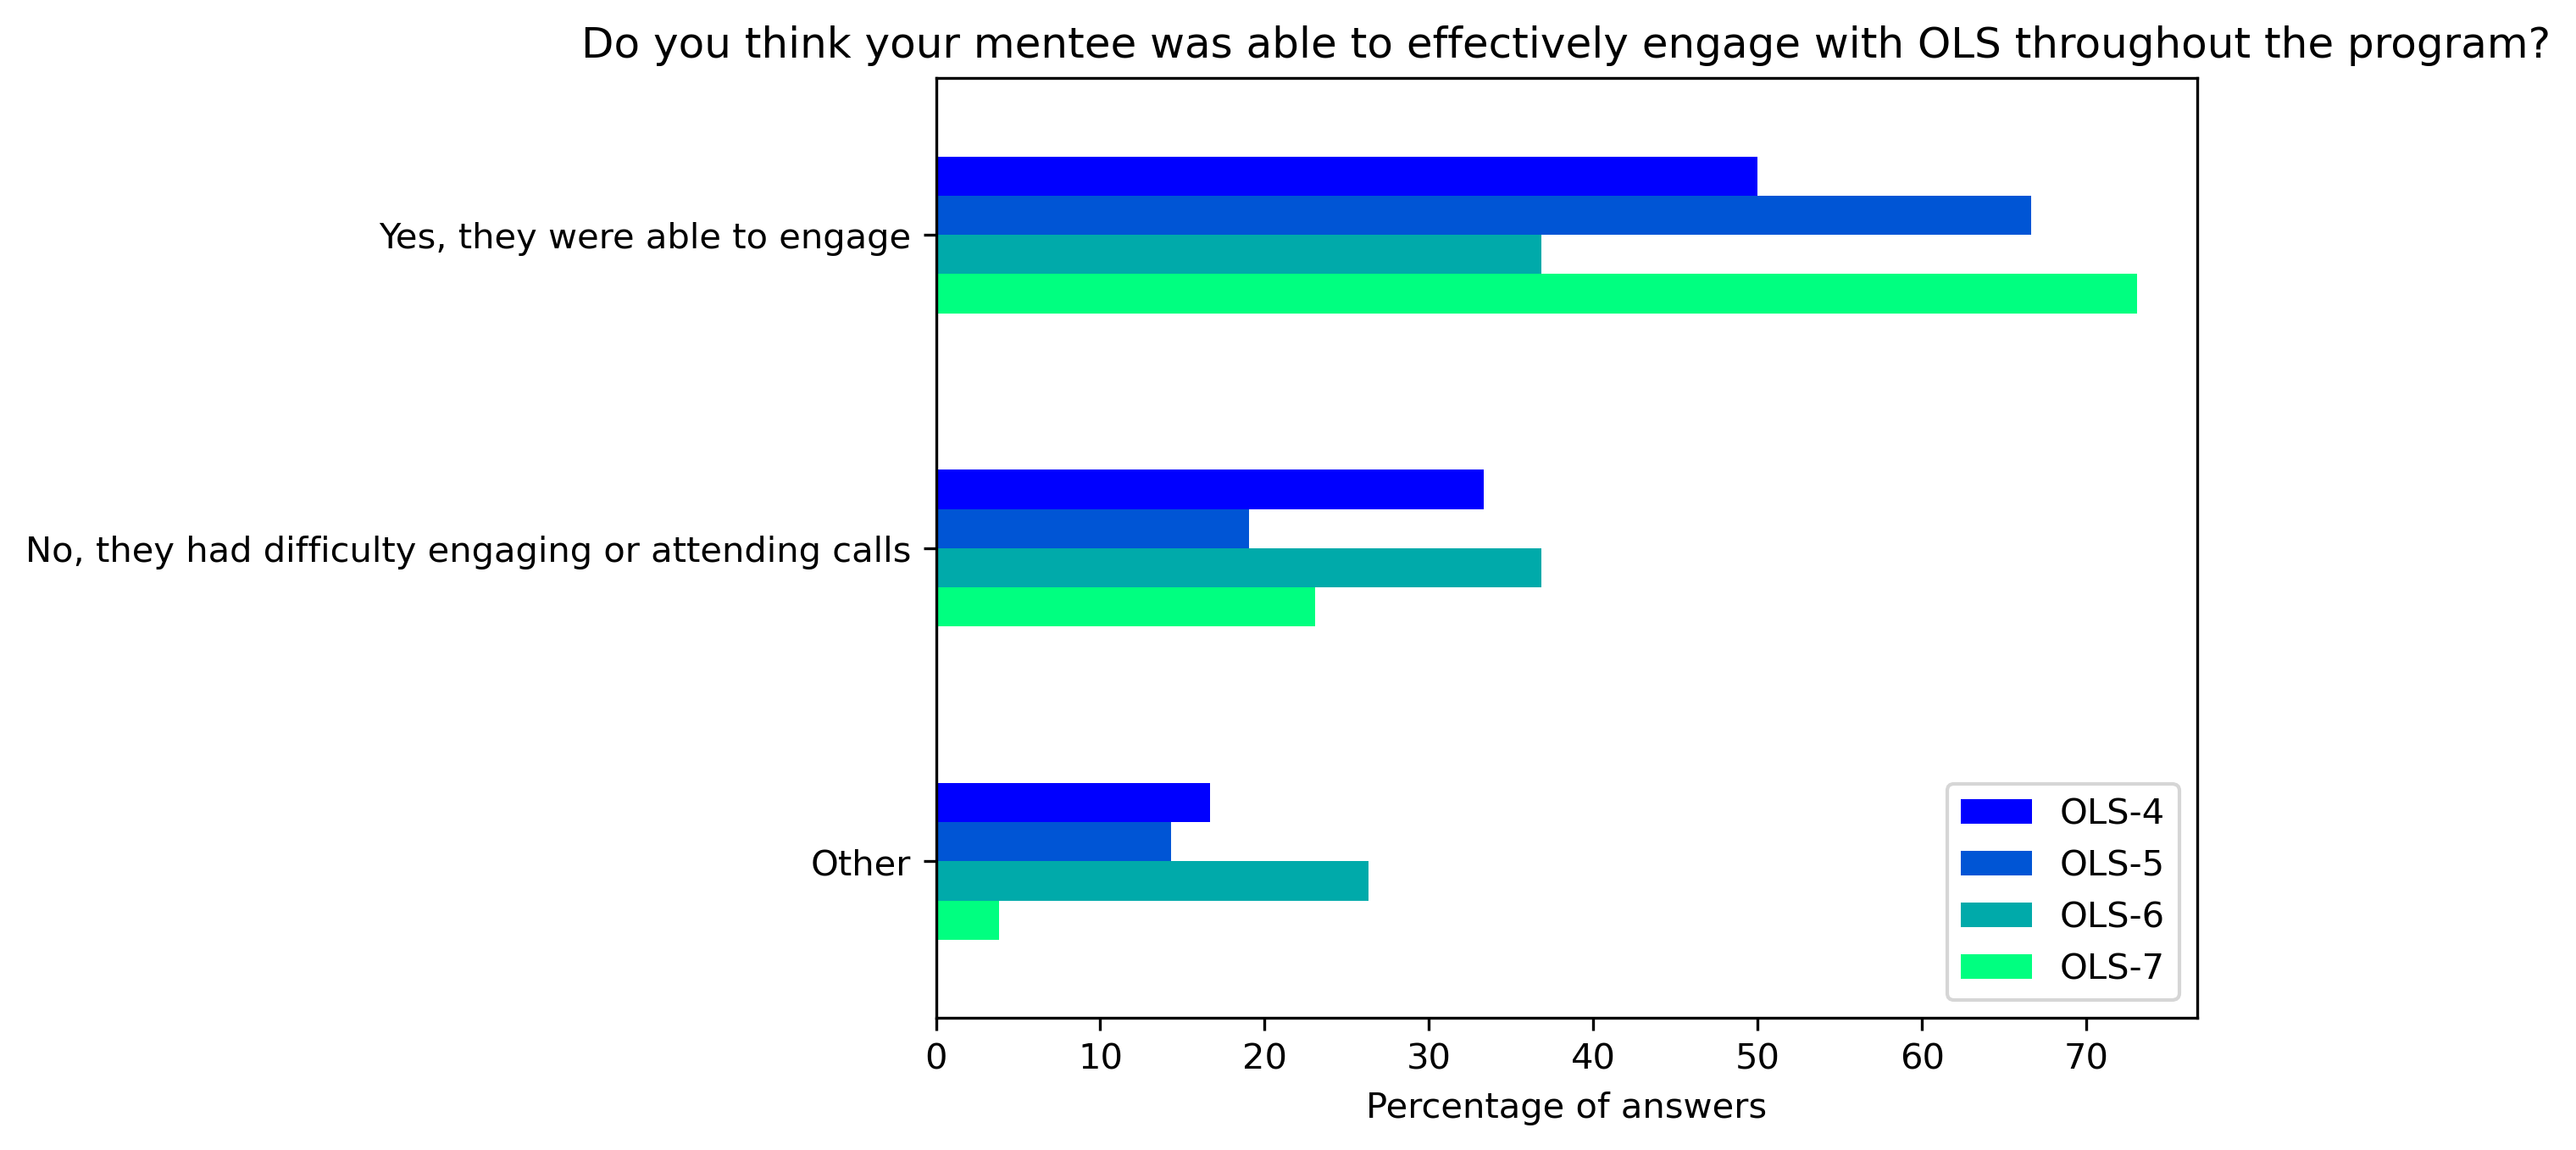 Do you think your mentee was able to effectively engage with OLS throughout the program?
Yes, they were able to engage
No, they had difficulty engaging or attending calls
Other
OLS-4
OLS-5
OLS-6
OLS-7
0 10 20 30 40 50 60 70
Percentage of answers